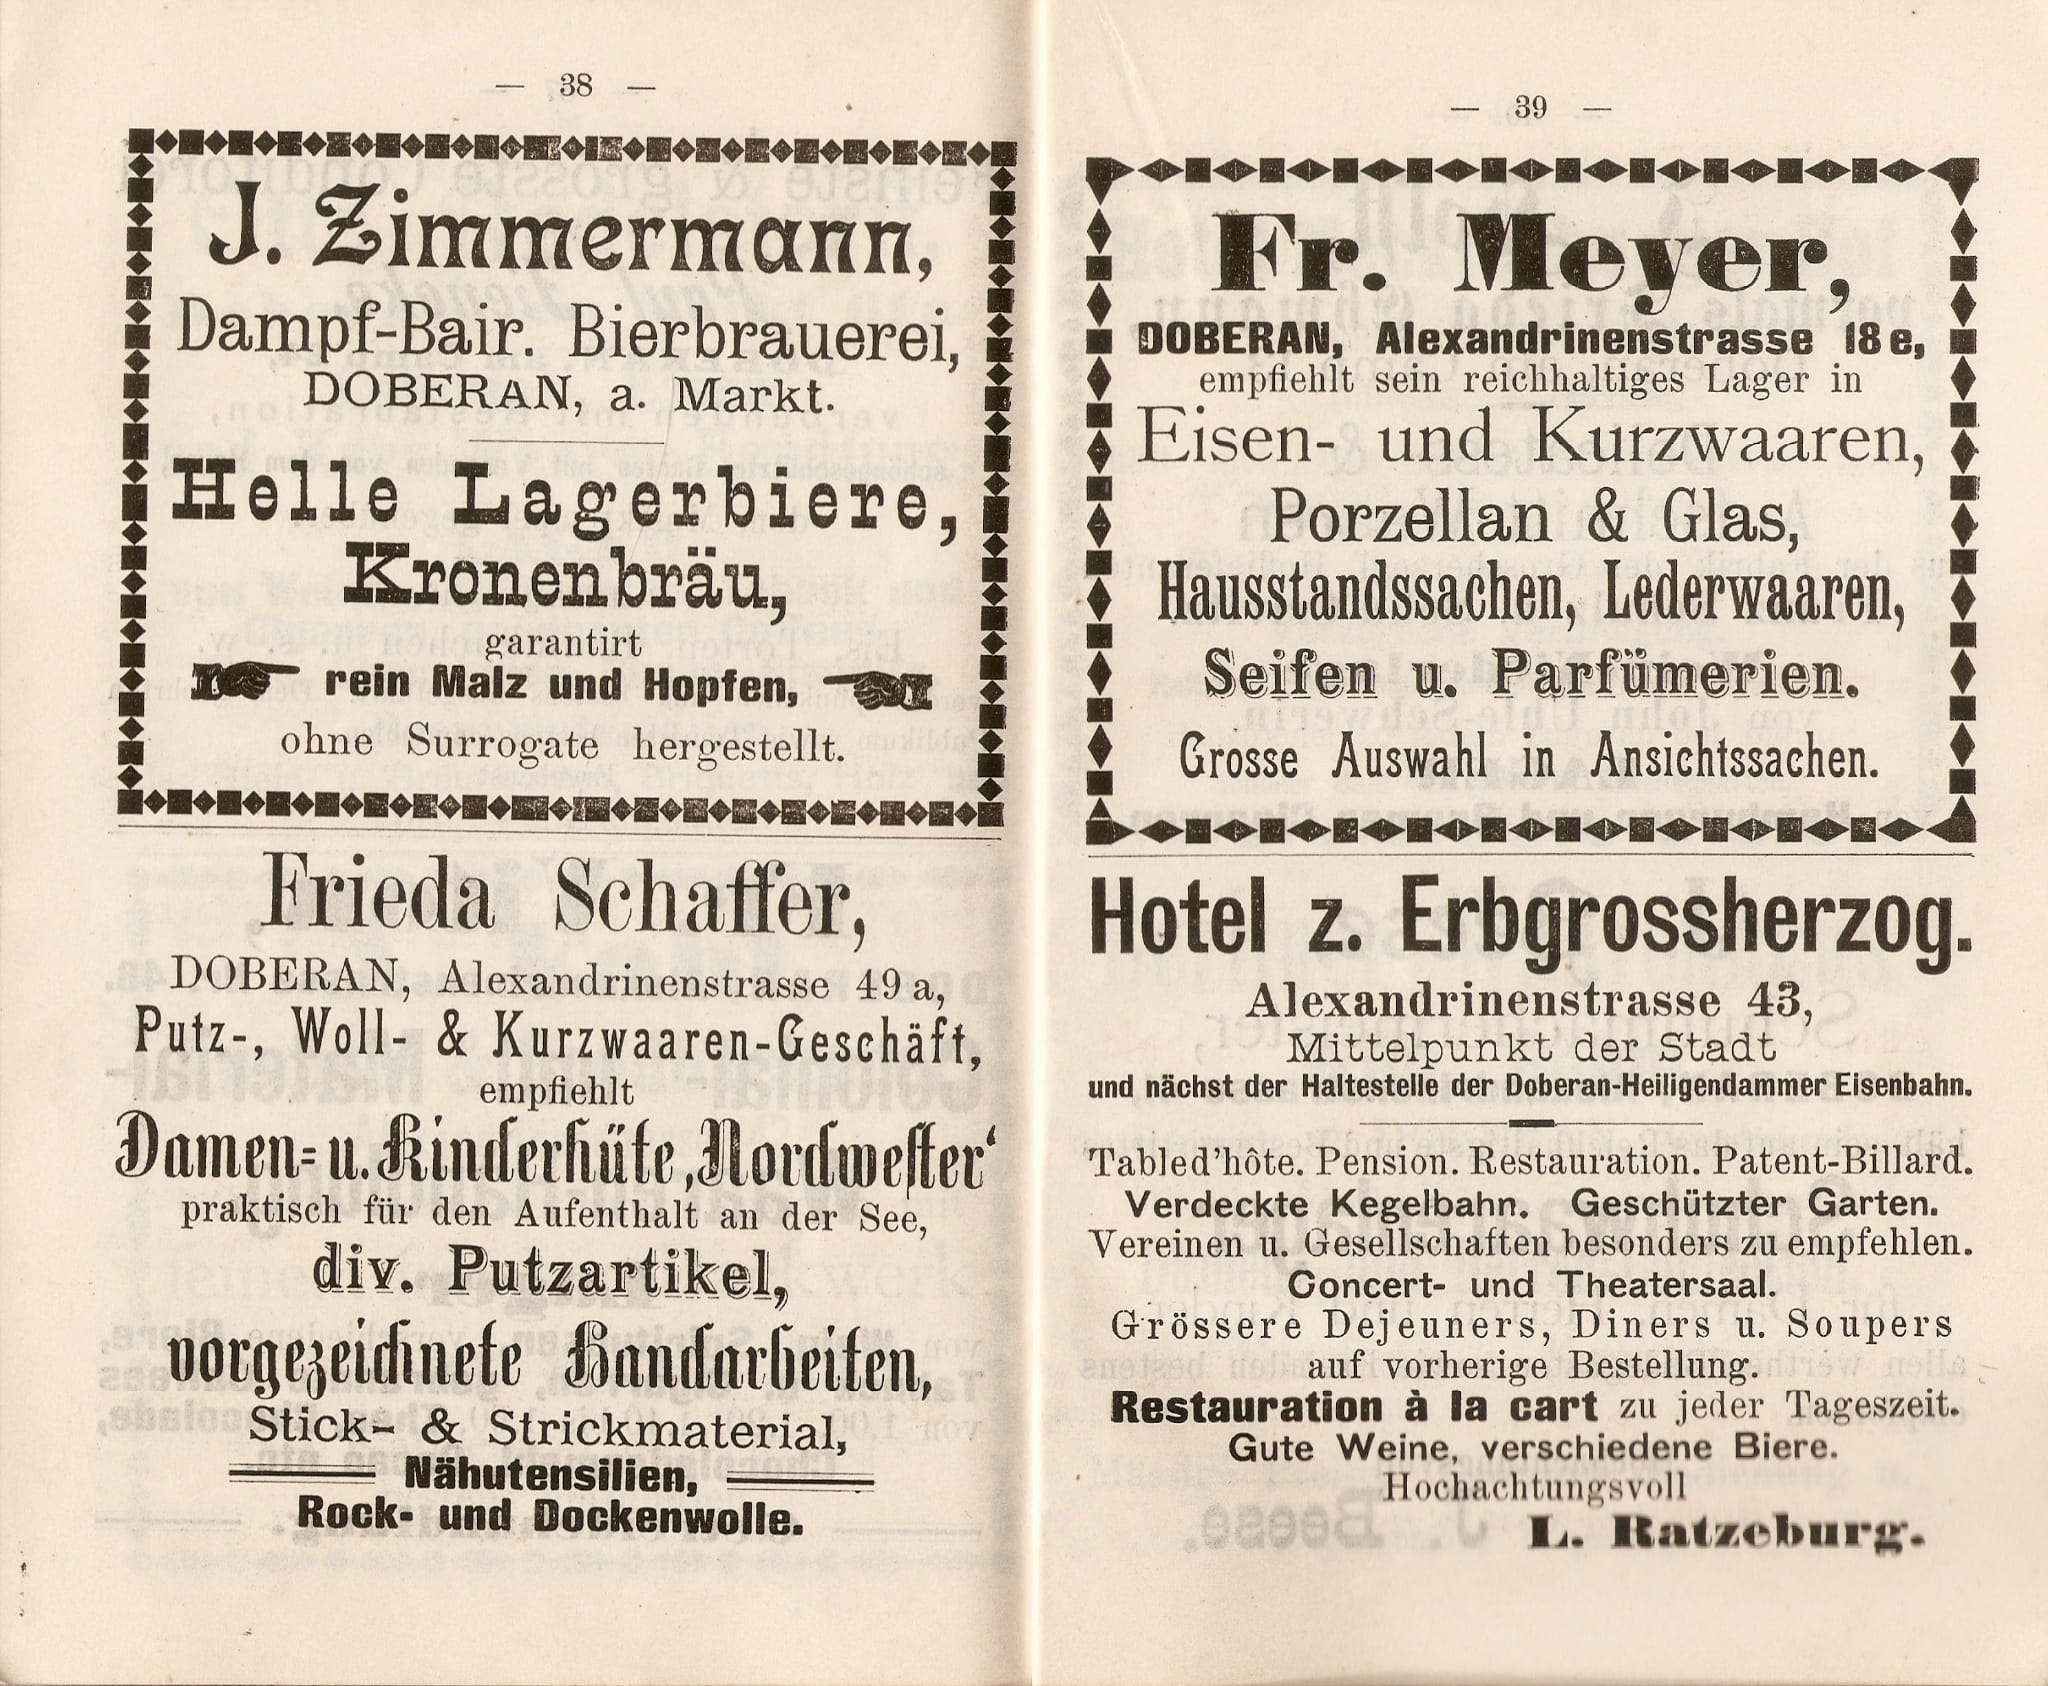 — 38 —
J. Zimmermann,
Dampf-Bair. Bierbrauerei,
DOBERAN, a. Markt.
Helle Lagerbiere,
Kronenbräu,
garantirt
rein Malz und Hopfen,
ohne Surrogate hergestellt.
Frieda Schaffer,
DOBERAN, Alexandrinenstrasse 49a,
Putz-, Woll- & Kurzwaaren-Geschäft,
empfiehlt
Damen- u. Kinderhüte ‚Nordwester‘
praktisch für den Aufenthalt an der See,
div. Putzartikel,
vorgezeichnete Handarbeiten,
Stick- & Strickmaterial,
Nähutensilien,
Rock- und Dockenwolle.
— 39 —
Fr. Meyer,
DOBERAN, Alexandrinenstrasse 18e,
empfiehlt sein reichhaltiges Lager in
Eisen- und Kurzwaaren,
Porzellan & Glas,
Hausstandssachen, Lederwaaren,
Seifen u. Parfümerien.
Grosse Auswahl in Ansichtssachen.
Hotel z. Erbgrossherzog.
Alexandrinenstrasse 43,
Mittelpunkt der Stadt
und nächst der Haltestelle der Doberan-Heiligendammer Eisenbahn.
Tabled'hôte. Pension. Restauration. Patent-Billard.
Verdeckte Kegelbahn. Geschützter Garten.
Vereinen u. Gesellschaften besonders zu empfehlen.
Concert- und Theatersaal.
Grössere Dejeuners, Diners u. Soupers
auf vorherige Bestellung.
Restauration à la cart zu jeder Tageszeit.
Gute Weine, verschiedene Biere.
Hochachtungsvoll
L. Ratzeburg.